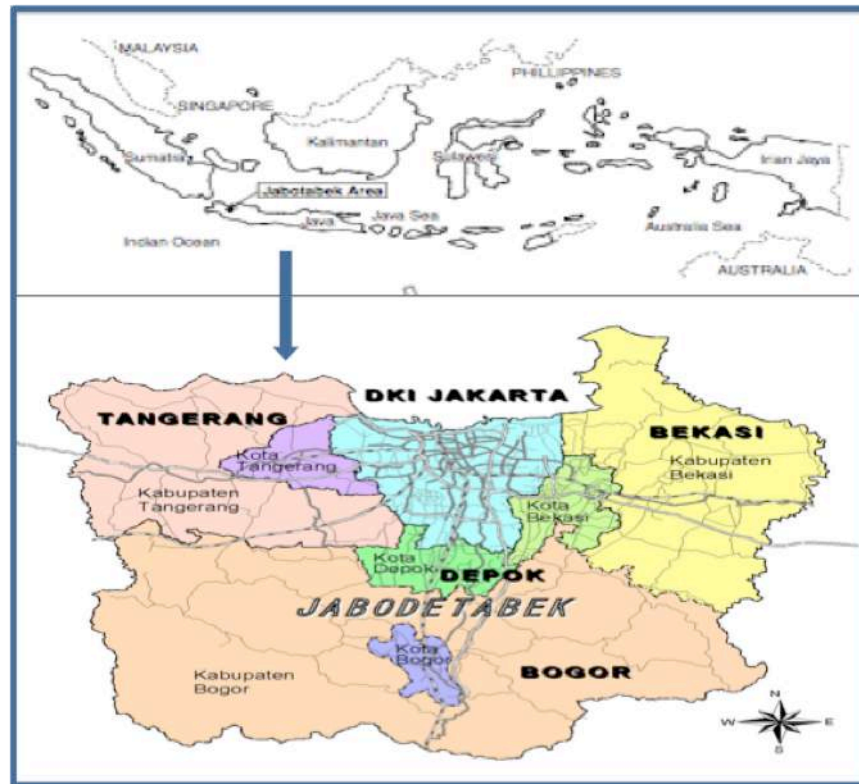 MALAYSIA
PHILLIPINES
SINGAPORE
Kalimantan
Sumatra
Sulawesi
Irian Jaya
Jabotabek Area
Java
Java Sea
Indian Ocean
Australia Sea
AUSTRALIA
DKI JAKARTA
TANGERANG
BEKASI
Kota
Tangerang
Kabupaten
Bekasi
Kabupaten
Tangerang
Kota
Bekasi
Kota
Depok
DEPOK
JABODETABEK
Kota
Bogor
Kabupaten
Bogor
BOGOR
N
W
E
S